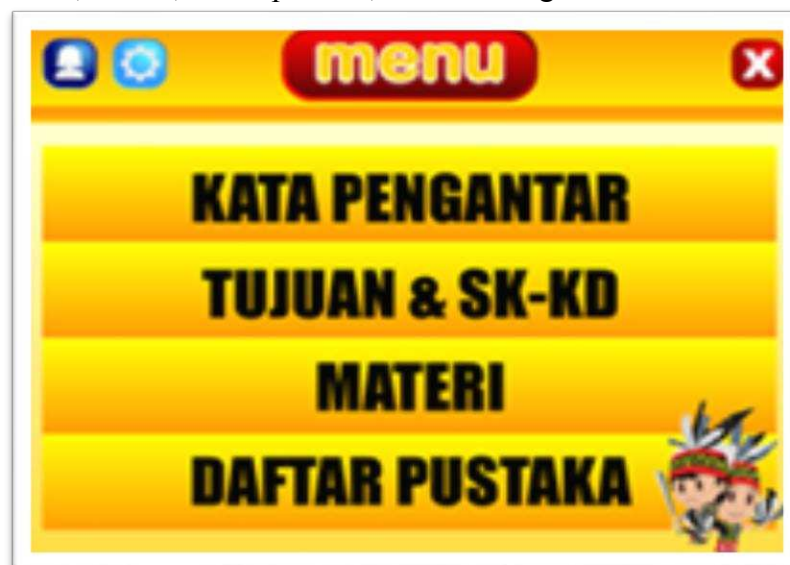 menu
X
KATA PENGANTAR
TUJUAN & SK-KD
MATERI
DAFTAR PUSTAKA